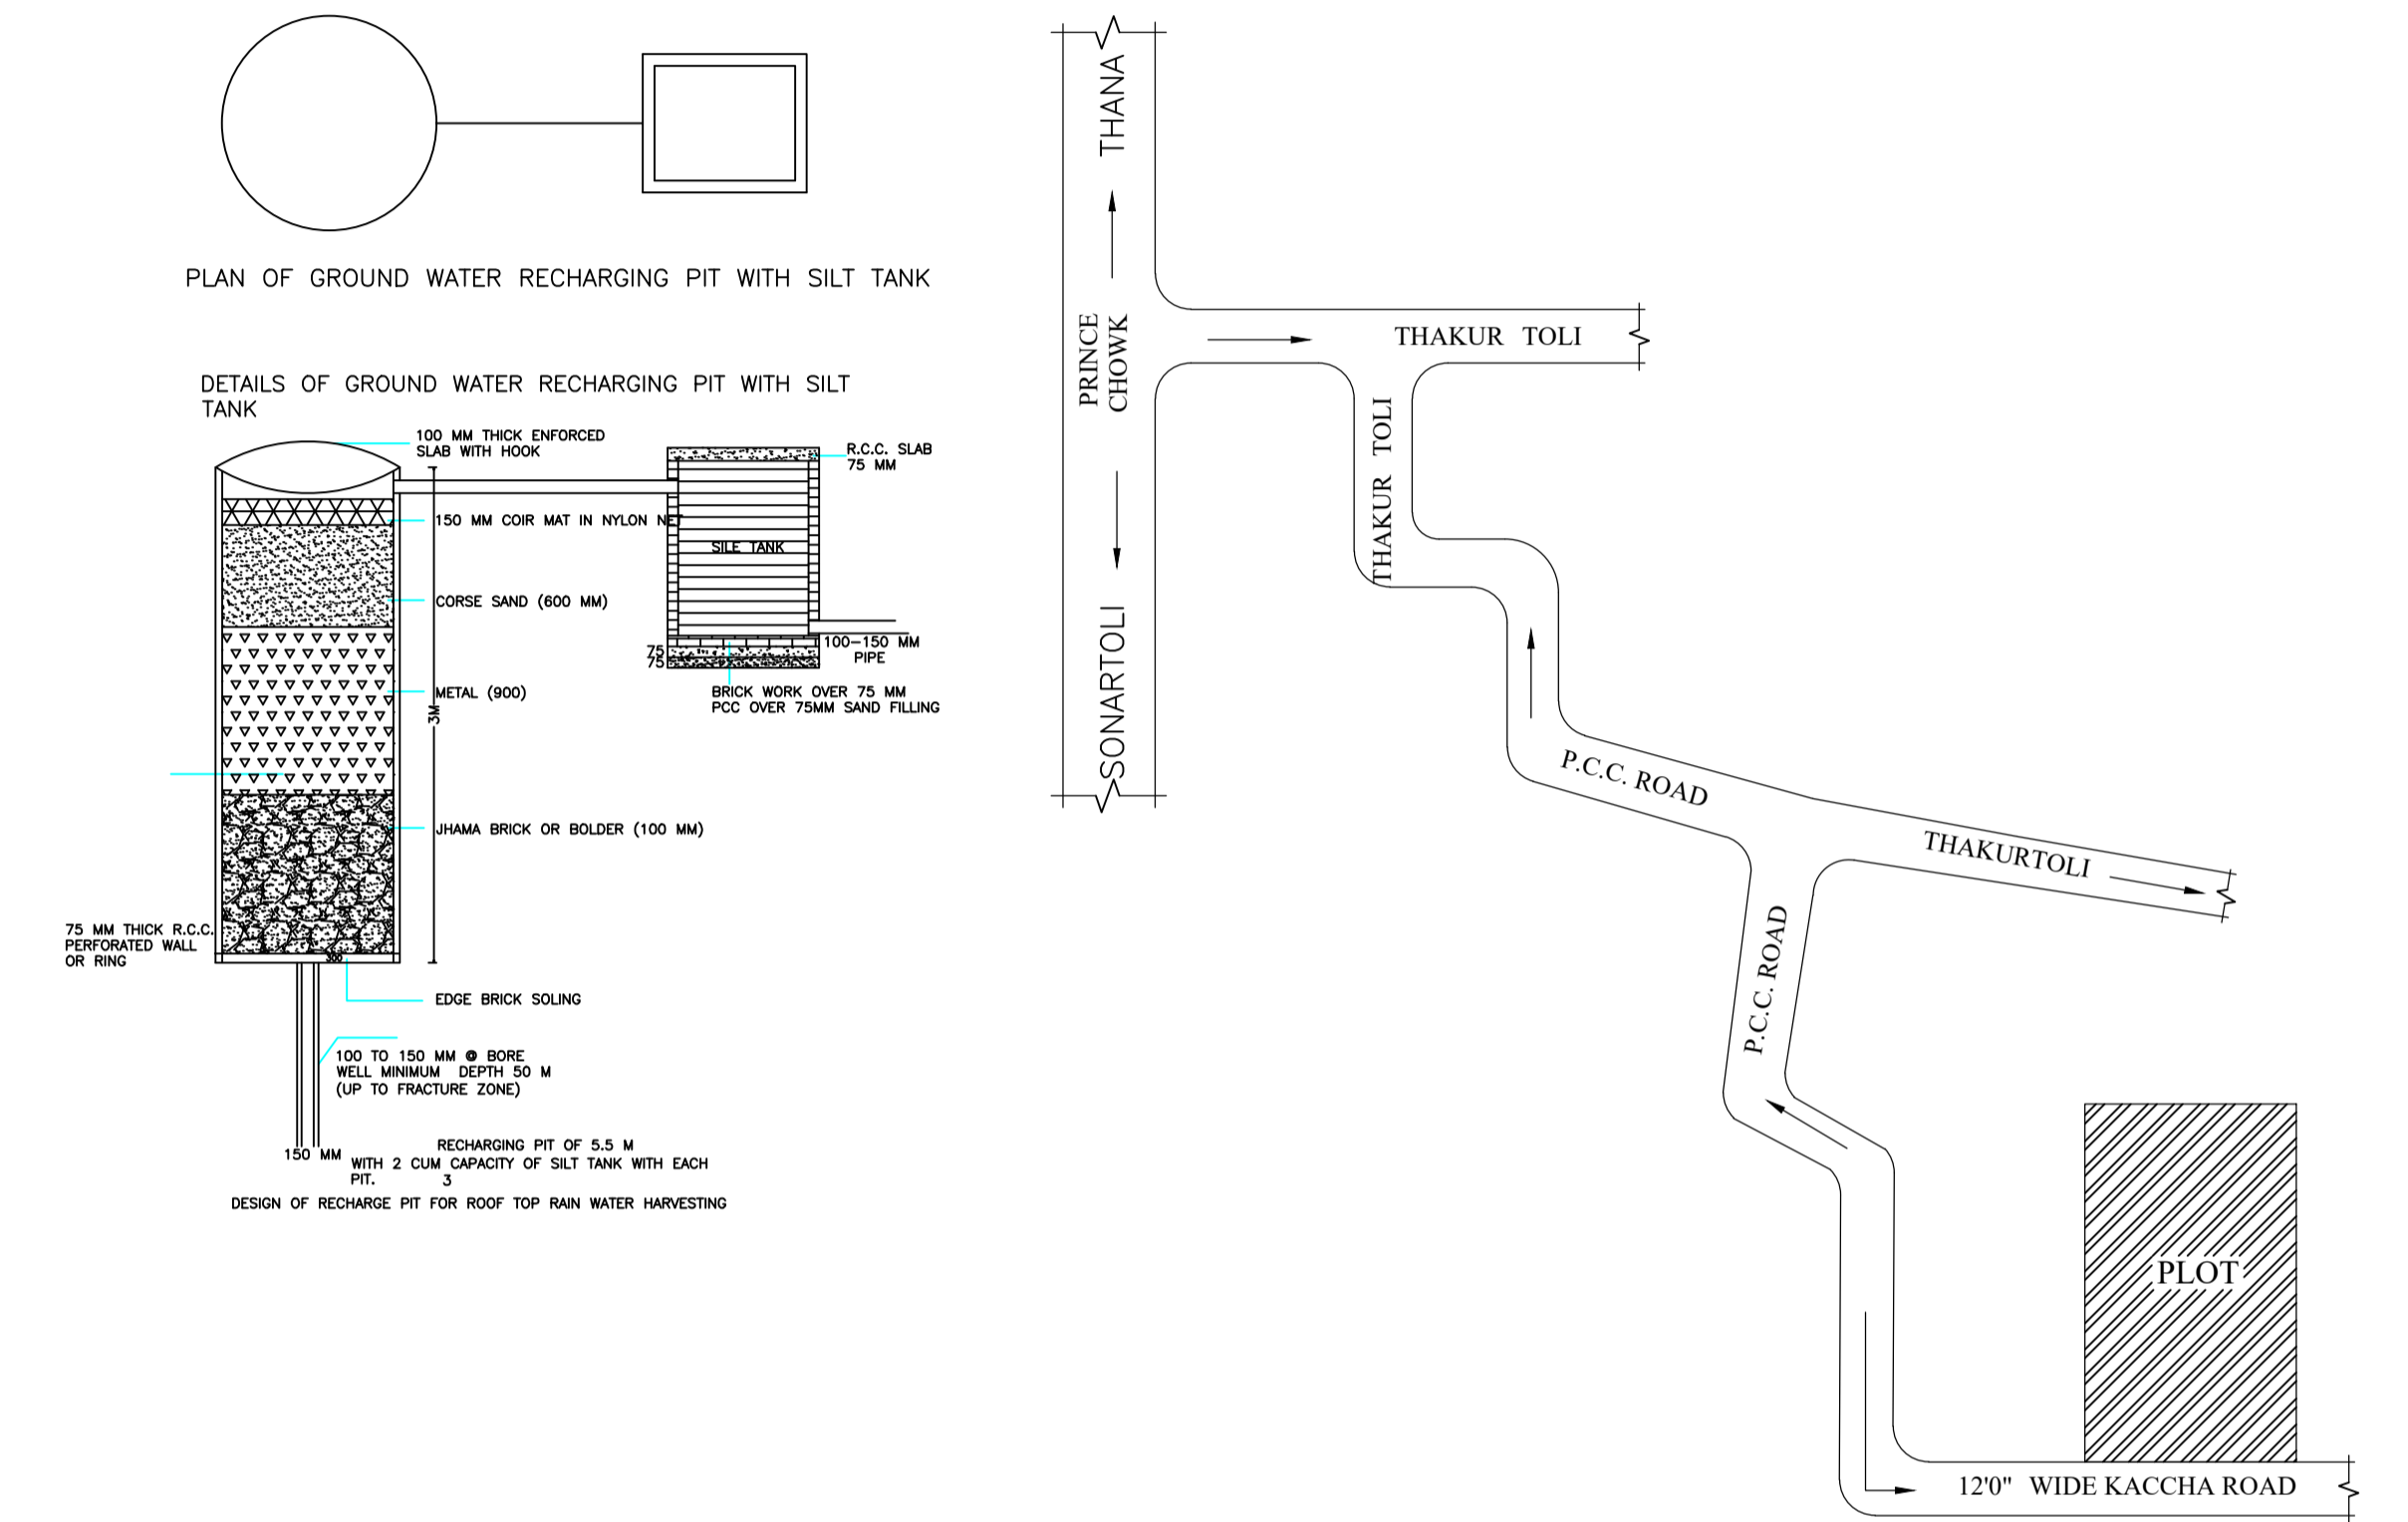 PLAN OF GROUND WATER RECHARGING PIT WITH SILT TANK
DETAILS OF GROUND WATER RECHARGING PIT WITH SILT
TANK
100 MM THICK ENFORCED
SLAB WITH HOOK
R.C.C. SLAB
75 MM
150 MM COIR MAT IN NYLON NET
SILE TANK
CORSE SAND (600 MM)
100-150 MM
PIPE
75
75
METAL (900)
3M
BRICK WORK OVER 75 MM
PCC OVER 75MM SAND FILLING
JHAMA BRICK OR BOLDER (100 MM)
75 MM THICK R.C.C.
PERFORATED WALL
OR RING
300
EDGE BRICK SOLING
100 TO 150 MM @ BORE
WELL MINIMUM DEPTH 50 M
(UP TO FRACTURE ZONE)
150 MM
RECHARGING PIT OF 5.5 M
WITH 2 CUM CAPACITY OF SILT TANK WITH EACH
PIT. 3
DESIGN OF RECHARGE PIT FOR ROOF TOP RAIN WATER HARVESTING
THANA
PRINCE
CHOWK
SONARTOLI
THAKUR TOLI
THAKUR TOLI
P.C.C. ROAD
THAKURTOLI
P.C.C. ROAD
PLOT
12'0" WIDE KACCHA ROAD